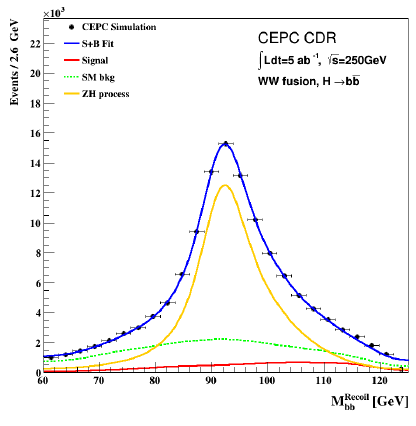 ×10³
22
20
18
16
14
12
10
8
6
4
2
0
Events / 2.6 GeV
CEPC Simulation
S+B Fit
Signal
SM bkg
ZH process
CEPC CDR
∫Ldt=5 ab⁻¹, √s=250GeV
WW fusion, H →bb̅
60 70 80 90 100 110 120
M_bb^Recoil [GeV]